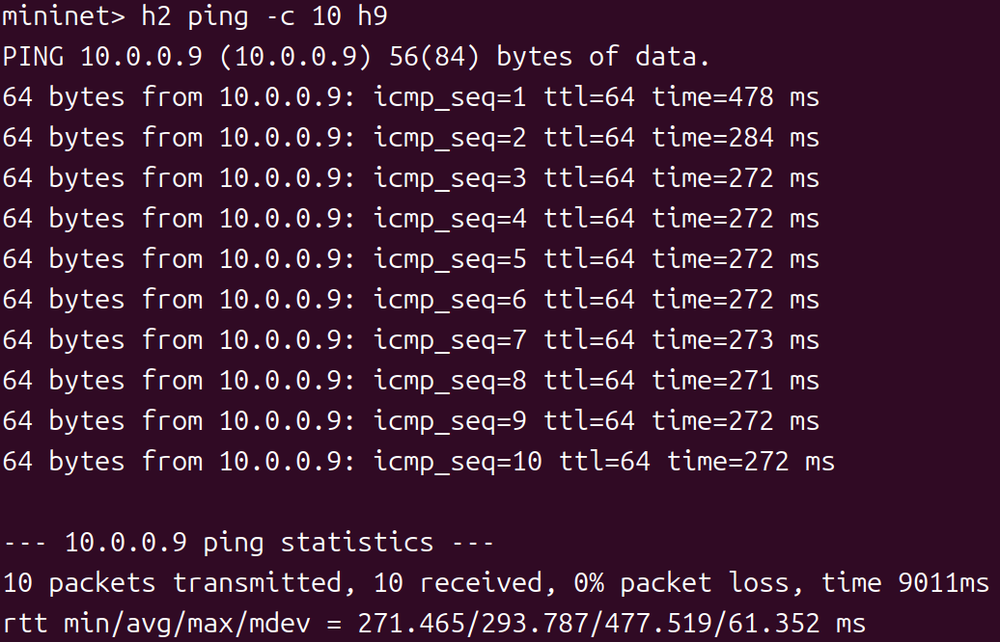 mininet> h2 ping -c 10 h9
PING 10.0.0.9 (10.0.0.9) 56(84) bytes of data.
64 bytes from 10.0.0.9: icmp_seq=1 ttl=64 time=478 ms
64 bytes from 10.0.0.9: icmp_seq=2 ttl=64 time=284 ms
64 bytes from 10.0.0.9: icmp_seq=3 ttl=64 time=272 ms
64 bytes from 10.0.0.9: icmp_seq=4 ttl=64 time=272 ms
64 bytes from 10.0.0.9: icmp_seq=5 ttl=64 time=272 ms
64 bytes from 10.0.0.9: icmp_seq=6 ttl=64 time=272 ms
64 bytes from 10.0.0.9: icmp_seq=7 ttl=64 time=273 ms
64 bytes from 10.0.0.9: icmp_seq=8 ttl=64 time=271 ms
64 bytes from 10.0.0.9: icmp_seq=9 ttl=64 time=272 ms
64 bytes from 10.0.0.9: icmp_seq=10 ttl=64 time=272 ms
--- 10.0.0.9 ping statistics ---
10 packets transmitted, 10 received, 0% packet loss, time 9011ms
rtt min/avg/max/mdev = 271.465/293.787/477.519/61.352 ms